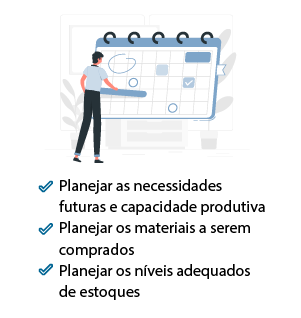 Planejar as necessidades
futuras e capacidade produtiva
Planejar os materiais a serem
comprados
Planejar os níveis adequados
de estoques